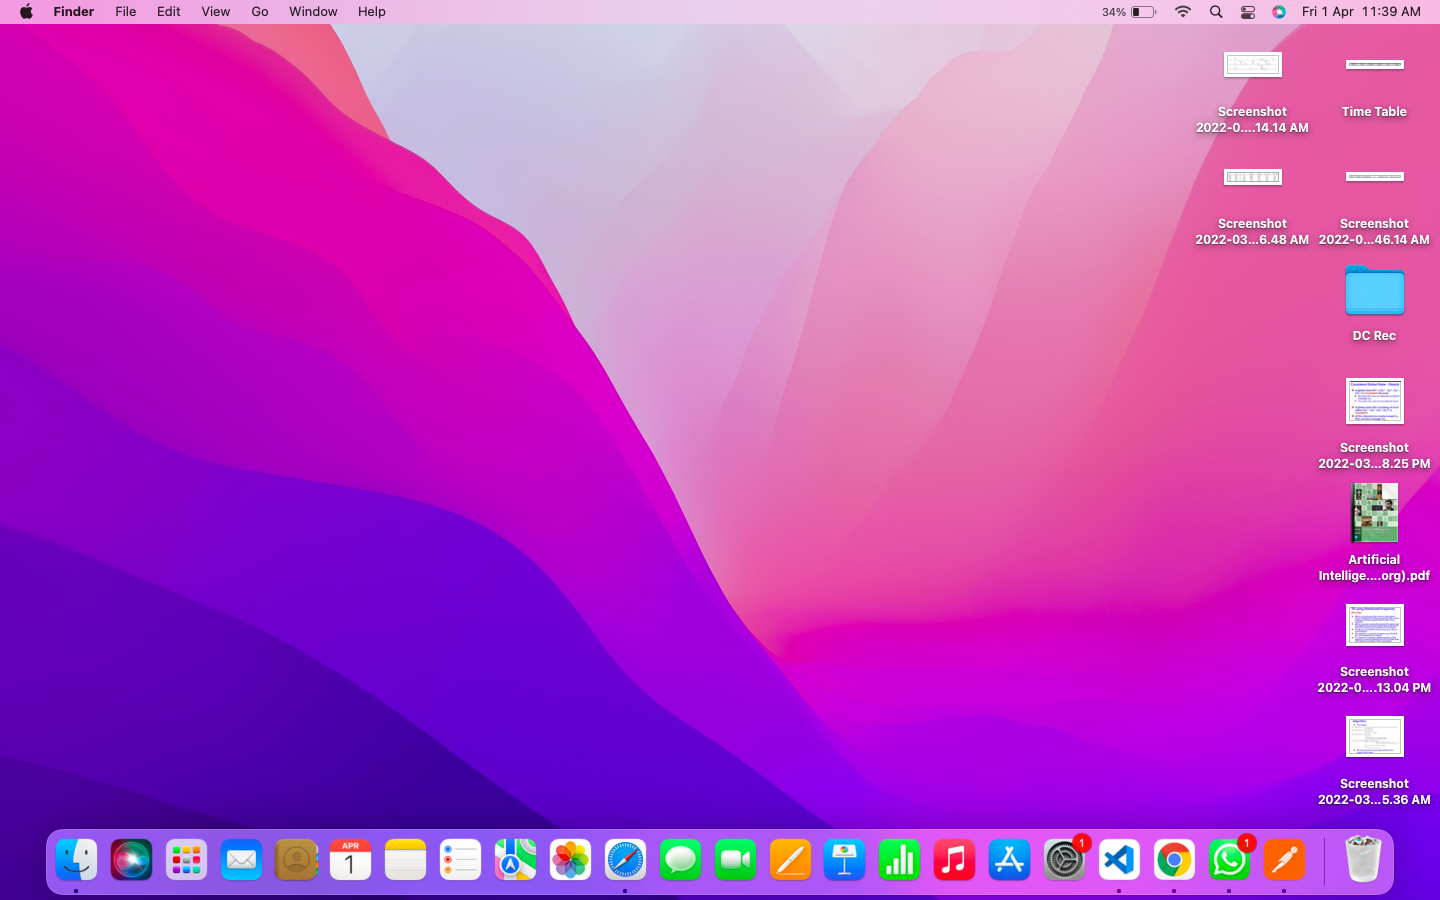 Finder File Edit View Go Window Help 34% Fri 1 Apr 11:39 AM
Screenshot
2022-0....14.14 AM
Time Table
Screenshot
2022-03...6.48 AM
Screenshot
2022-0...46.14 AM
DC Rec
Screenshot
2022-03...8.25 PM
Artificial
Intellige....org).pdf
Screenshot
2022-0....13.04 PM
Screenshot
2022-03...5.36 AM
APR
1
1
1